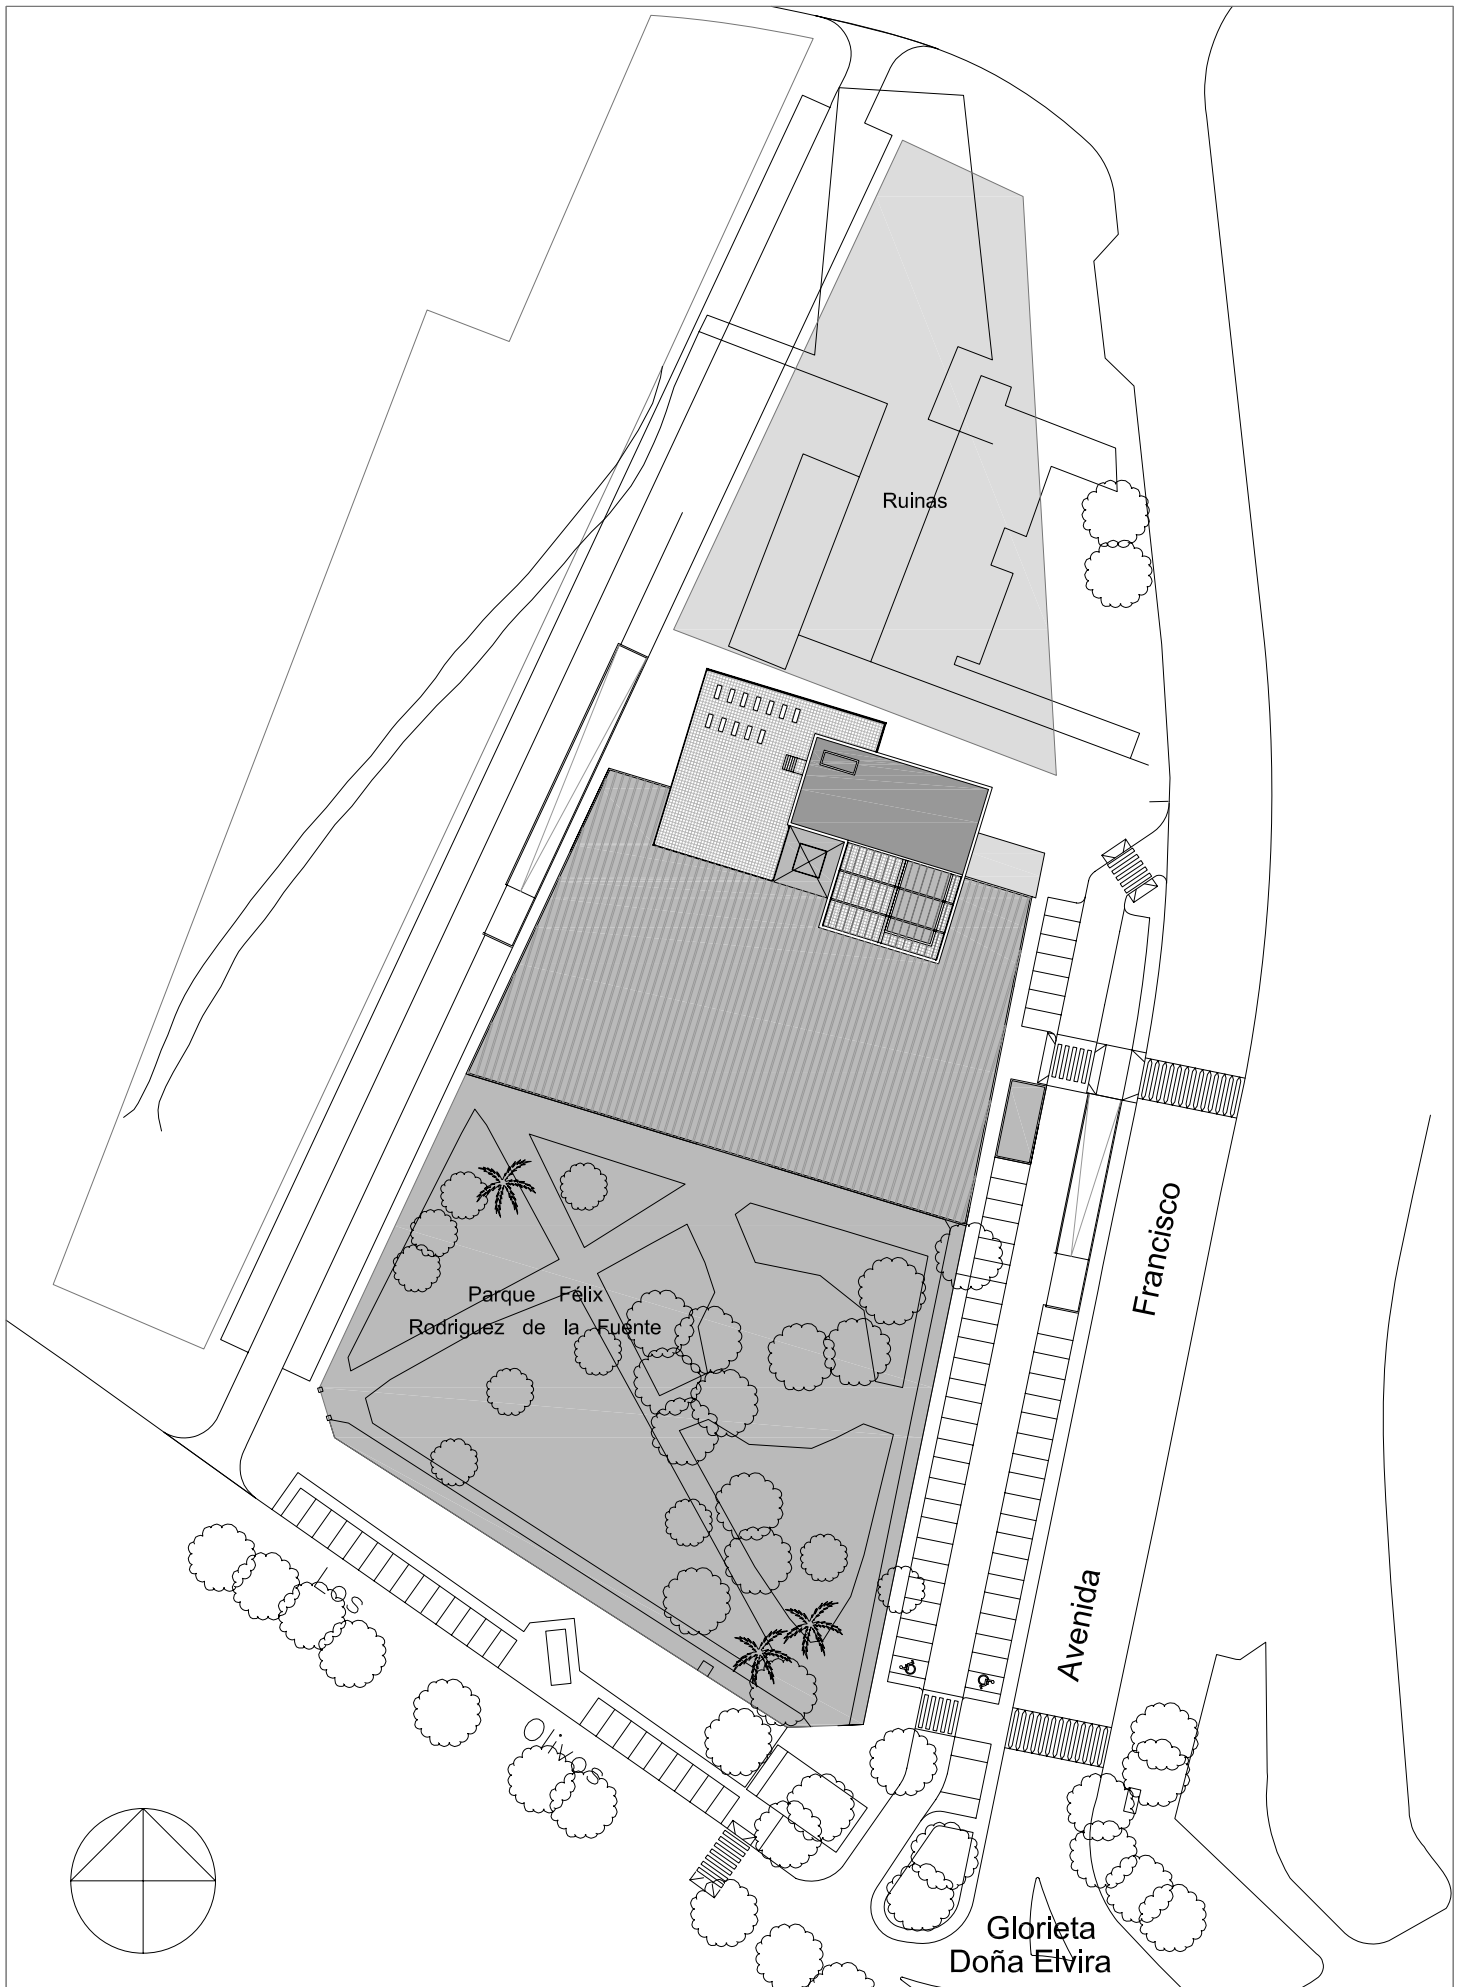 Ruinas
Francisco
Parque Félix
Rodriguez de la Fuente
Avenida
Los
Olivos
Glorieta
Doña Elvira